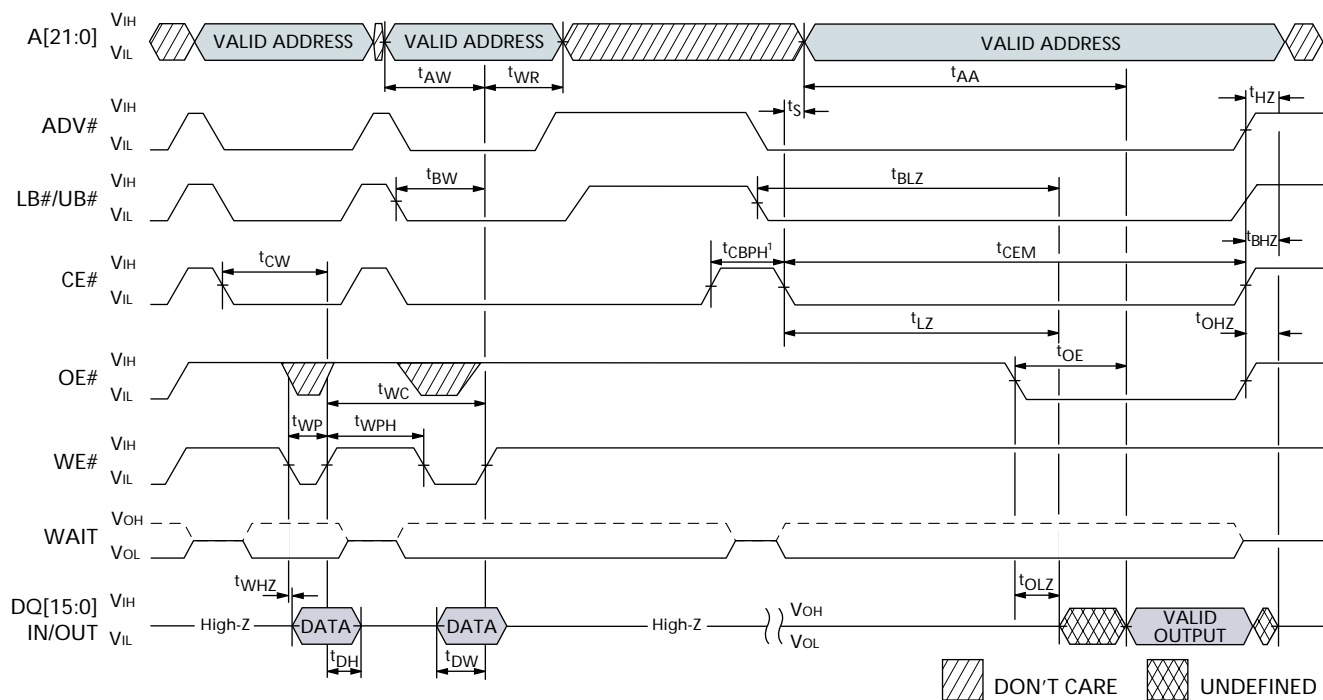 A[21:0] VIH VALID ADDRESS VALID ADDRESS VALID ADDRESS
VIL
tAW tWR tAA
tS tHZ
ADV# VIH
VIL
tBW tBLZ
LB#/UB# VIH
VIL
tBHZ
tCW tCBPH1 tCEM
CE# VIH
VIL
tLZ tOHZ
tOE
OE# VIH
VIL
tWC
tWP tWPH
WE# VIH
VIL
WAIT VOH
VOL
tWHZ tOLZ
DQ[15:0] VIH
IN/OUT VIL
High-Z DATA DATA High-Z VOH
VOL
VALID
OUTPUT
tDH tDW
DON'T CARE UNDEFINED